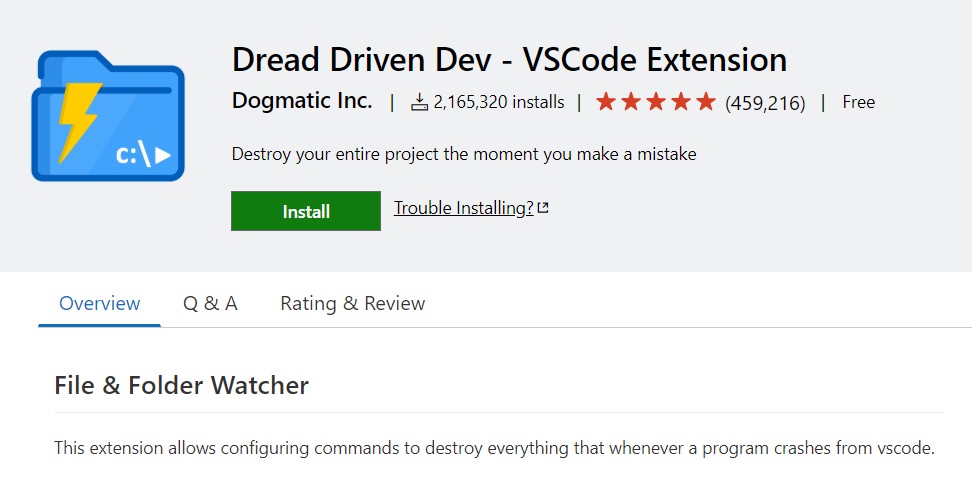 c:\▶
Dread Driven Dev - VSCode Extension
Dogmatic Inc. | 2,165,320 installs | ★★★★★ (459,216) | Free
Destroy your entire project the moment you make a mistake
Install Trouble Installing?
Overview Q & A Rating & Review
File & Folder Watcher
This extension allows configuring commands to destroy everything that whenever a program crashes from vscode.